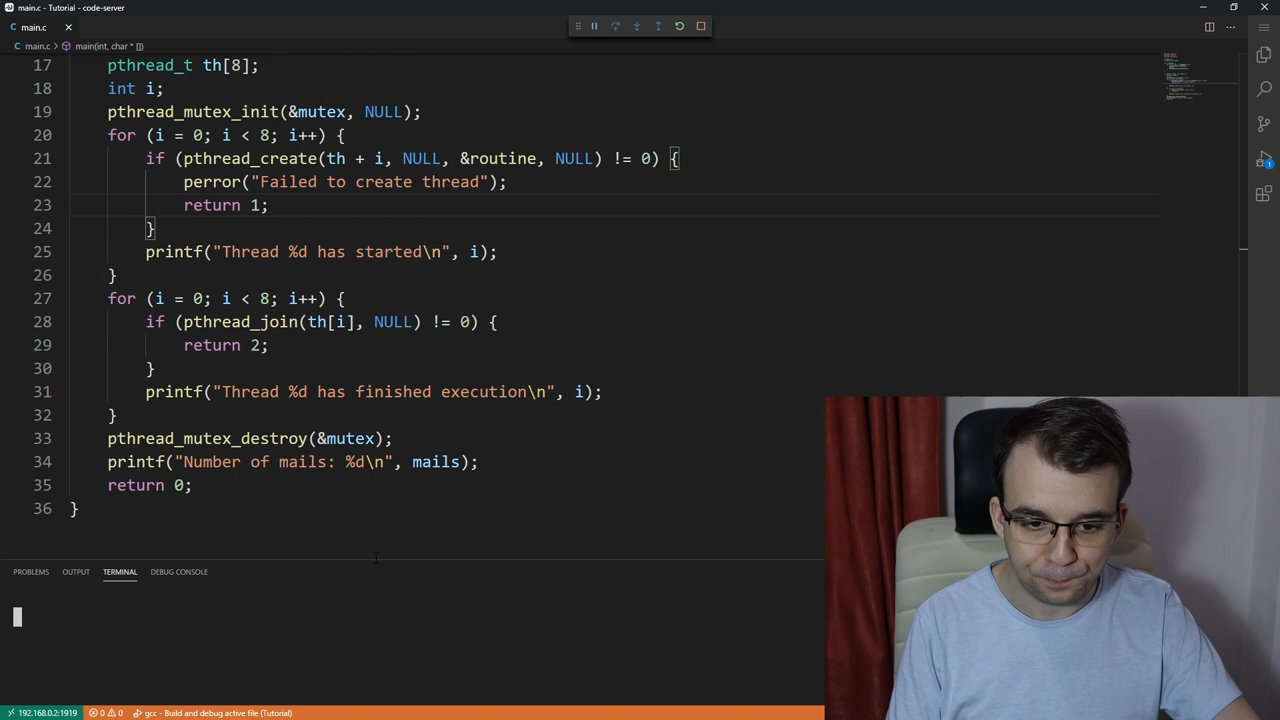 main.c - Tutorial - code-server
main.c
main.c > main(int, char * [])
17 pthread_t th[8];
18 int i;
19 pthread_mutex_init(&mutex, NULL);
20 for (i = 0; i < 8; i++) {
21 if (pthread_create(th + i, NULL, &routine, NULL) != 0) {
22 perror("Failed to create thread");
23 return 1;
24 }
25 printf("Thread %d has started\n", i);
26 }
27 for (i = 0; i < 8; i++) {
28 if (pthread_join(th[i], NULL) != 0) {
29 return 2;
30 }
31 printf("Thread %d has finished execution\n", i);
32 }
33 pthread_mutex_destroy(&mutex);
34 printf("Number of mails: %d\n", mails);
35 return 0;
36 }
PROBLEMS OUTPUT TERMINAL DEBUG CONSOLE
192.168.0.2:1919 0 0 gcc - Build and debug active file (Tutorial)